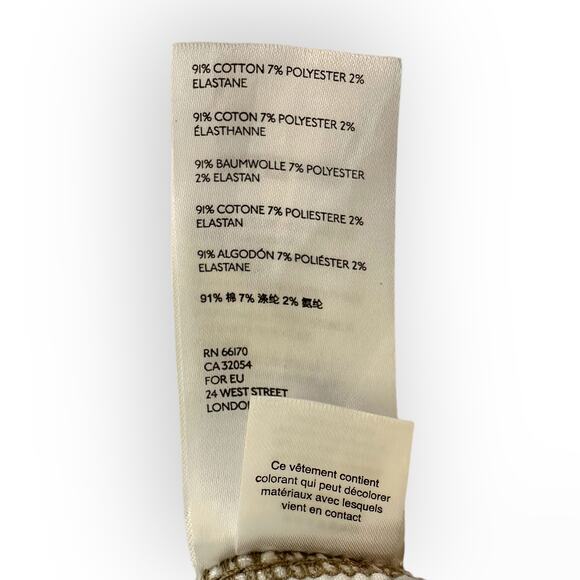 91% COTTON 7% POLYESTER 2%
ELASTANE
91% COTON 7% POLYESTER 2%
ÉLASTHANNE
91% BAUMWOLLE 7% POLYESTER
2% ELASTAN
91% COTONE 7% POLIESTERE 2%
ELASTAN
91% ALGODÓN 7% POLIÉSTER 2%
ELASTANE
91% 棉 7% 涤纶 2% 氨纶
RN 66170
CA 32054
FOR EU
24 WEST STREET
Ce vêtement contient
colorant qui peut décolorer
matériaux avec lesquels
vient en contact